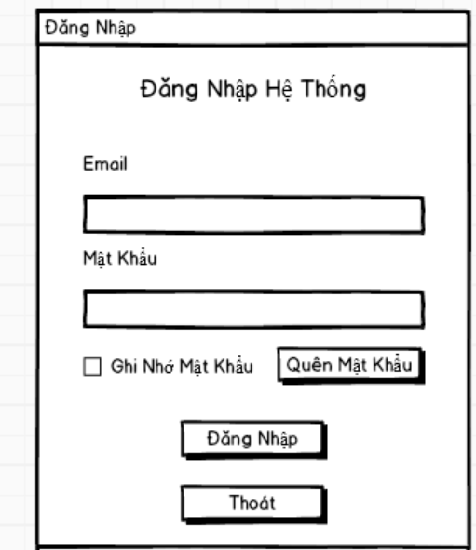 Đăng Nhập
Đăng Nhập Hệ Thống
Email
Mật Khẩu
Ghi Nhớ Mật Khẩu Quên Mật Khẩu
Đăng Nhập
Thoát